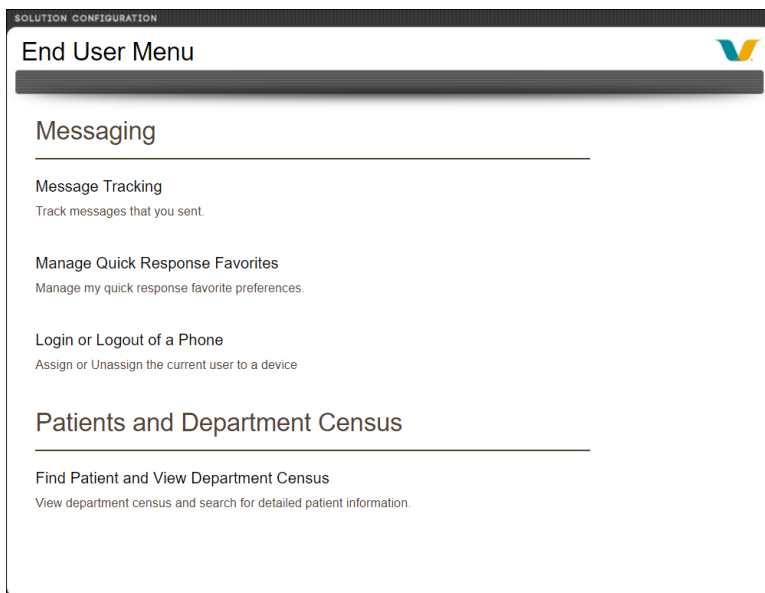 SOLUTION CONFIGURATION
End User Menu
Messaging
Message Tracking
Track messages that you sent.
Manage Quick Response Favorites
Manage my quick response favorite preferences.
Login or Logout of a Phone
Assign or Unassign the current user to a device
Patients and Department Census
Find Patient and View Department Census
View department census and search for detailed patient information.